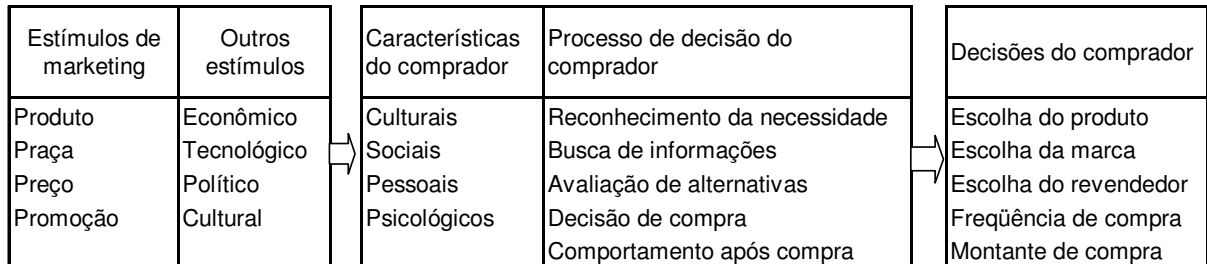 Estímulos de
marketing
Outros
estímulos
Produto
Econômico
Praça
Tecnológico
Preço
Político
Promoção
Cultural
Características
do comprador
Processo de decisão do
comprador
Culturais
Reconhecimento da necessidade
Sociais
Busca de informações
Pessoais
Avaliação de alternativas
Psicológicos
Decisão de compra
Comportamento após compra
Decisões do comprador
Escolha do produto
Escolha da marca
Escolha do revendedor
Freqüência de compra
Montante de compra